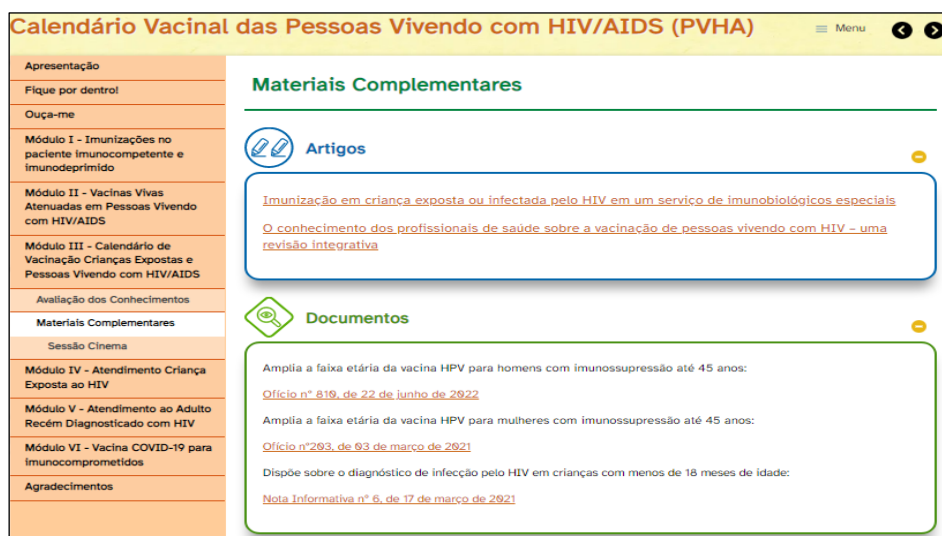 Calendário Vacinal das Pessoas Vivendo com HIV/AIDS (PVHA)
Menu
Apresentação
Fique por dentro!
Ouça-me
Módulo I - Imunizações no
paciente imunocompetente e
imunodeprimido
Módulo II - Vacinas Vivas
Atenuadas em Pessoas Vivendo
com HIV/AIDS
Módulo III - Calendário de
Vacinação Crianças Expostas e
Pessoas Vivendo com HIV/AIDS
Avaliação dos Conhecimentos
Materiais Complementares
Sessão Cinema
Módulo IV - Atendimento Criança
Exposta ao HIV
Módulo V - Atendimento ao Adulto
Recém Diagnosticado com HIV
Módulo VI - Vacina COVID-19 para
imunocomprometidos
Agradecimentos
Materiais Complementares
Artigos
Imunização em criança exposta ou infectada pelo HIV em um serviço de imunobiológicos especiais
O conhecimento dos profissionais de saúde sobre a vacinação de pessoas vivendo com HIV – uma
revisão integrativa
Documentos
Amplia a faixa etária da vacina HPV para homens com imunossupressão até 45 anos:
Ofício n° 810, de 22 de junho de 2022
Amplia a faixa etária da vacina HPV para mulheres com imunossupressão até 45 anos:
Ofício n°203, de 03 de março de 2021
Dispõe sobre o diagnóstico de infecção pelo HIV em crianças com menos de 18 meses de idade:
Nota Informativa n° 6, de 17 de março de 2021